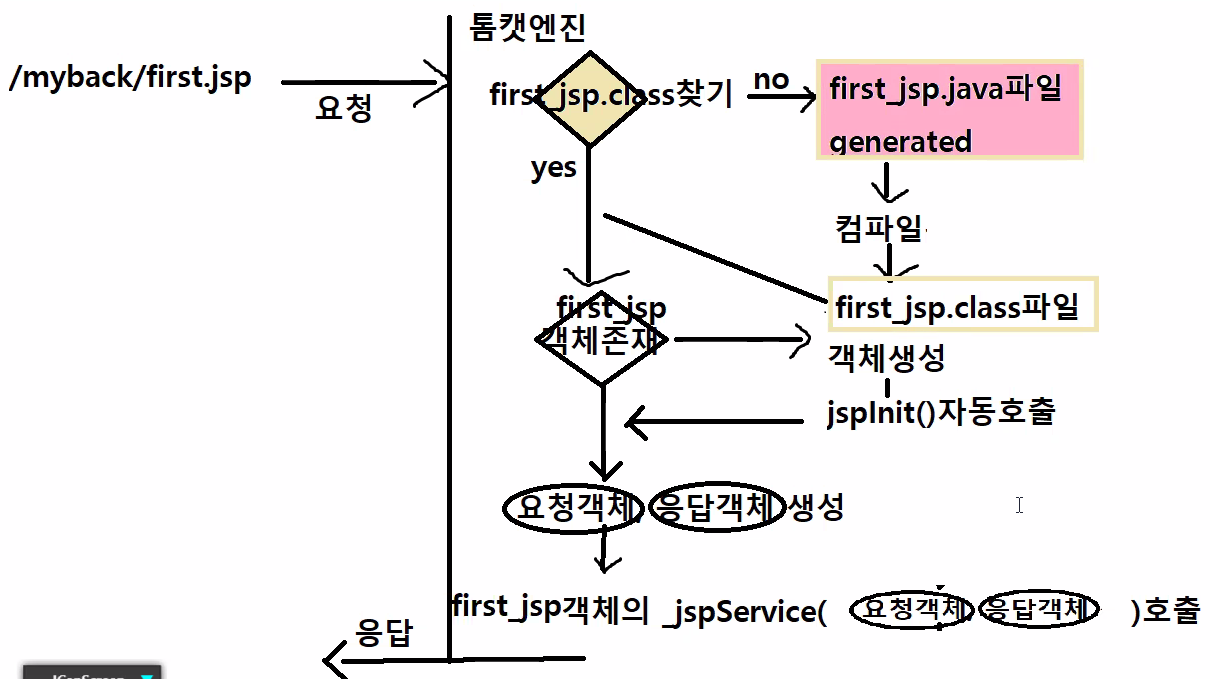 톰캣엔진
/myback/first.jsp
요청
first_jsp.class찾기
no
first_jsp.java파일
generated
yes
컴파일
first_jsp
객체존재
first_jsp.class파일
객체생성
jspInit()자동호출
요청객체, 응답객체 생성
first_jsp객체의 _jspService( 요청객체, 응답객체 )호출
응답